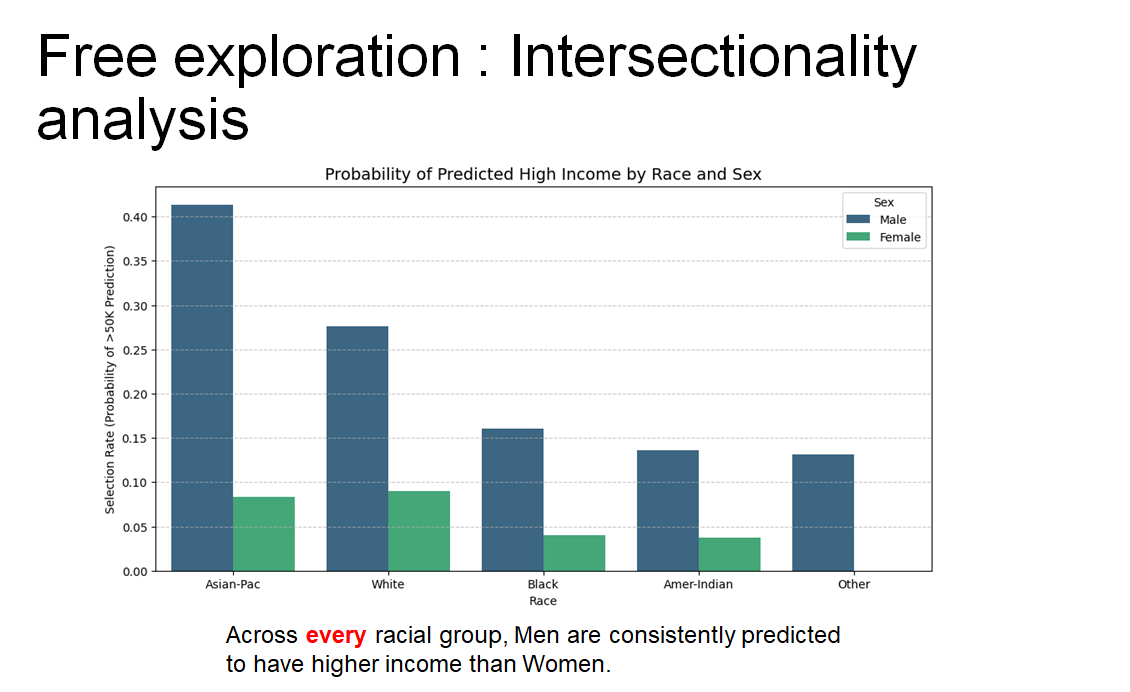 Free exploration : Intersectionality
analysis
Probability of Predicted High Income by Race and Sex
Sex
Male
Female
Selection Rate (Probability of >50K Prediction)
0.40
0.35
0.30
0.25
0.20
0.15
0.10
0.05
0.00
Asian-Pac White Black Amer-Indian Other
Race
Across every racial group, Men are consistently predicted
to have higher income than Women.